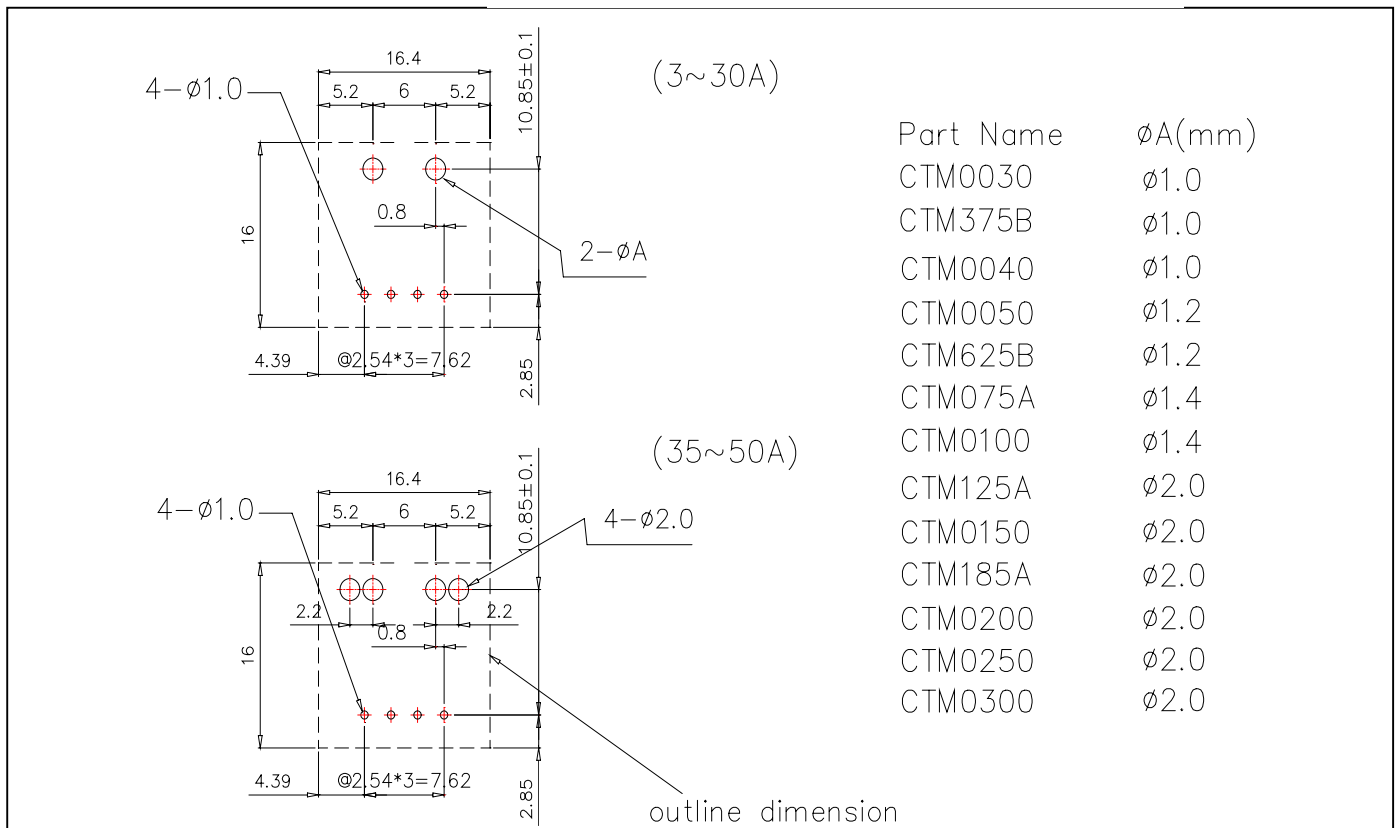 16.4
(3~30A)
4-ø1.0
5.2
6
5.2
10.85±0.1
16
0.8
2-øA
4.39
@2.54*3=7.62
2.85
(35~50A)
16.4
4-ø1.0
5.2
6
5.2
10.85±0.1
4-ø2.0
2.2
2.2
0.8
16
4.39
@2.54*3=7.62
2.85
outline dimension
Part Name øA(mm)
CTM0030 ø1.0
CTM375B ø1.0
CTM0040 ø1.0
CTM0050 ø1.2
CTM625B ø1.2
CTM075A ø1.4
CTM0100 ø1.4
CTM125A ø2.0
CTM0150 ø2.0
CTM185A ø2.0
CTM0200 ø2.0
CTM0250 ø2.0
CTM0300 ø2.0